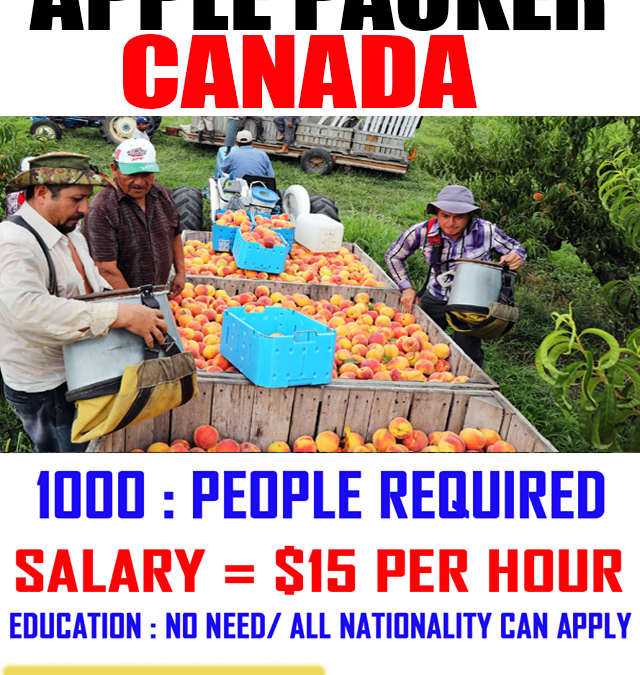 APPLE PACKER
CANADA
1000 : PEOPLE REQUIRED
SALARY = $15 PER HOUR
EDUCATION : NO NEED/ ALL NATIONALITY CAN APPLY